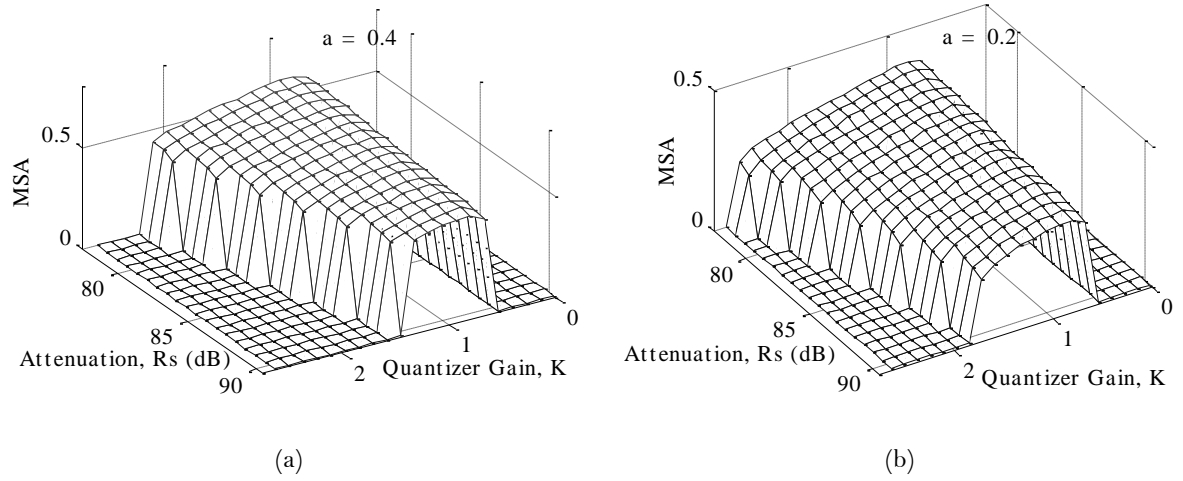 a = 0.4
0.5
MSA
0
80
85
90
Attenuation, Rs (dB)
2
1
0
Quantizer Gain, K
(a)
a = 0.2
0.5
MSA
0
80
85
90
Attenuation, Rs (dB)
2
1
0
Quantizer Gain, K
(b)